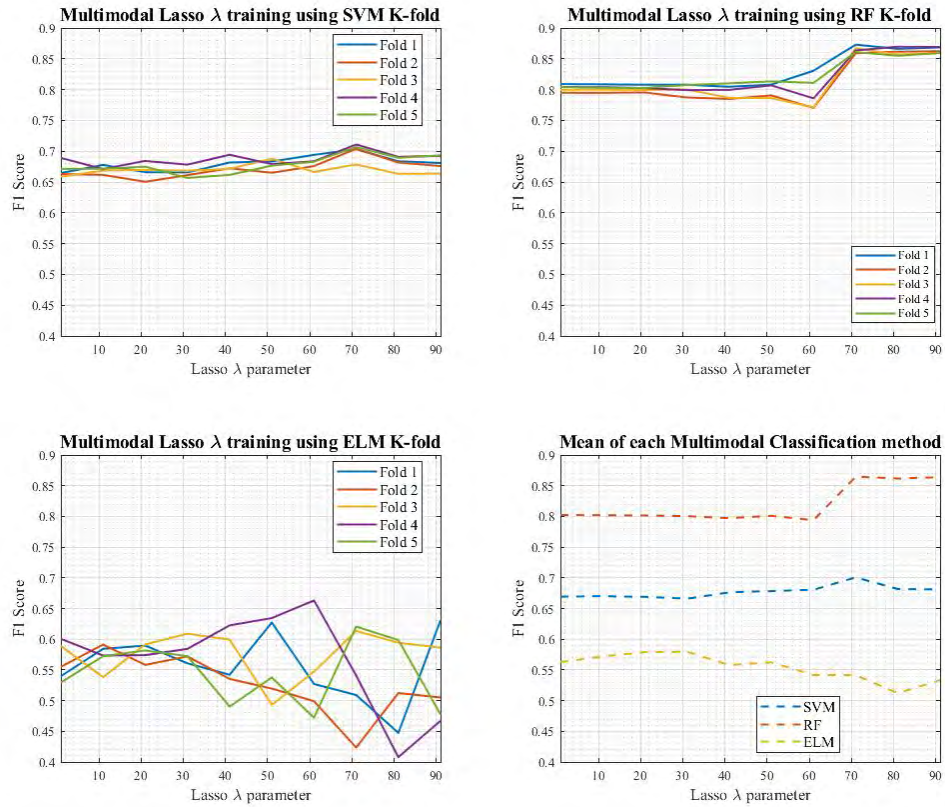 Multimodal Lasso λ training using SVM K-fold
0.9
0.85
0.8
0.75
0.7
0.65
0.6
0.55
0.5
0.45
0.4
F1 Score
Fold 1
Fold 2
Fold 3
Fold 4
Fold 5
10 20 30 40 50 60 70 80 90
Lasso λ parameter
Multimodal Lasso λ training using RF K-fold
0.9
0.85
0.8
0.75
0.7
0.65
0.6
0.55
0.5
0.45
0.4
F1 Score
Fold 1
Fold 2
Fold 3
Fold 4
Fold 5
10 20 30 40 50 60 70 80 90
Lasso λ parameter
Multimodal Lasso λ training using ELM K-fold
0.9
0.85
0.8
0.75
0.7
0.65
0.6
0.55
0.5
0.45
0.4
F1 Score
Fold 1
Fold 2
Fold 3
Fold 4
Fold 5
10 20 30 40 50 60 70 80 90
Lasso λ parameter
Mean of each Multimodal Classification method
0.9
0.85
0.8
0.75
0.7
0.65
0.6
0.55
0.5
0.45
0.4
F1 Score
SVM
RF
ELM
10 20 30 40 50 60 70 80 90
Lasso λ parameter